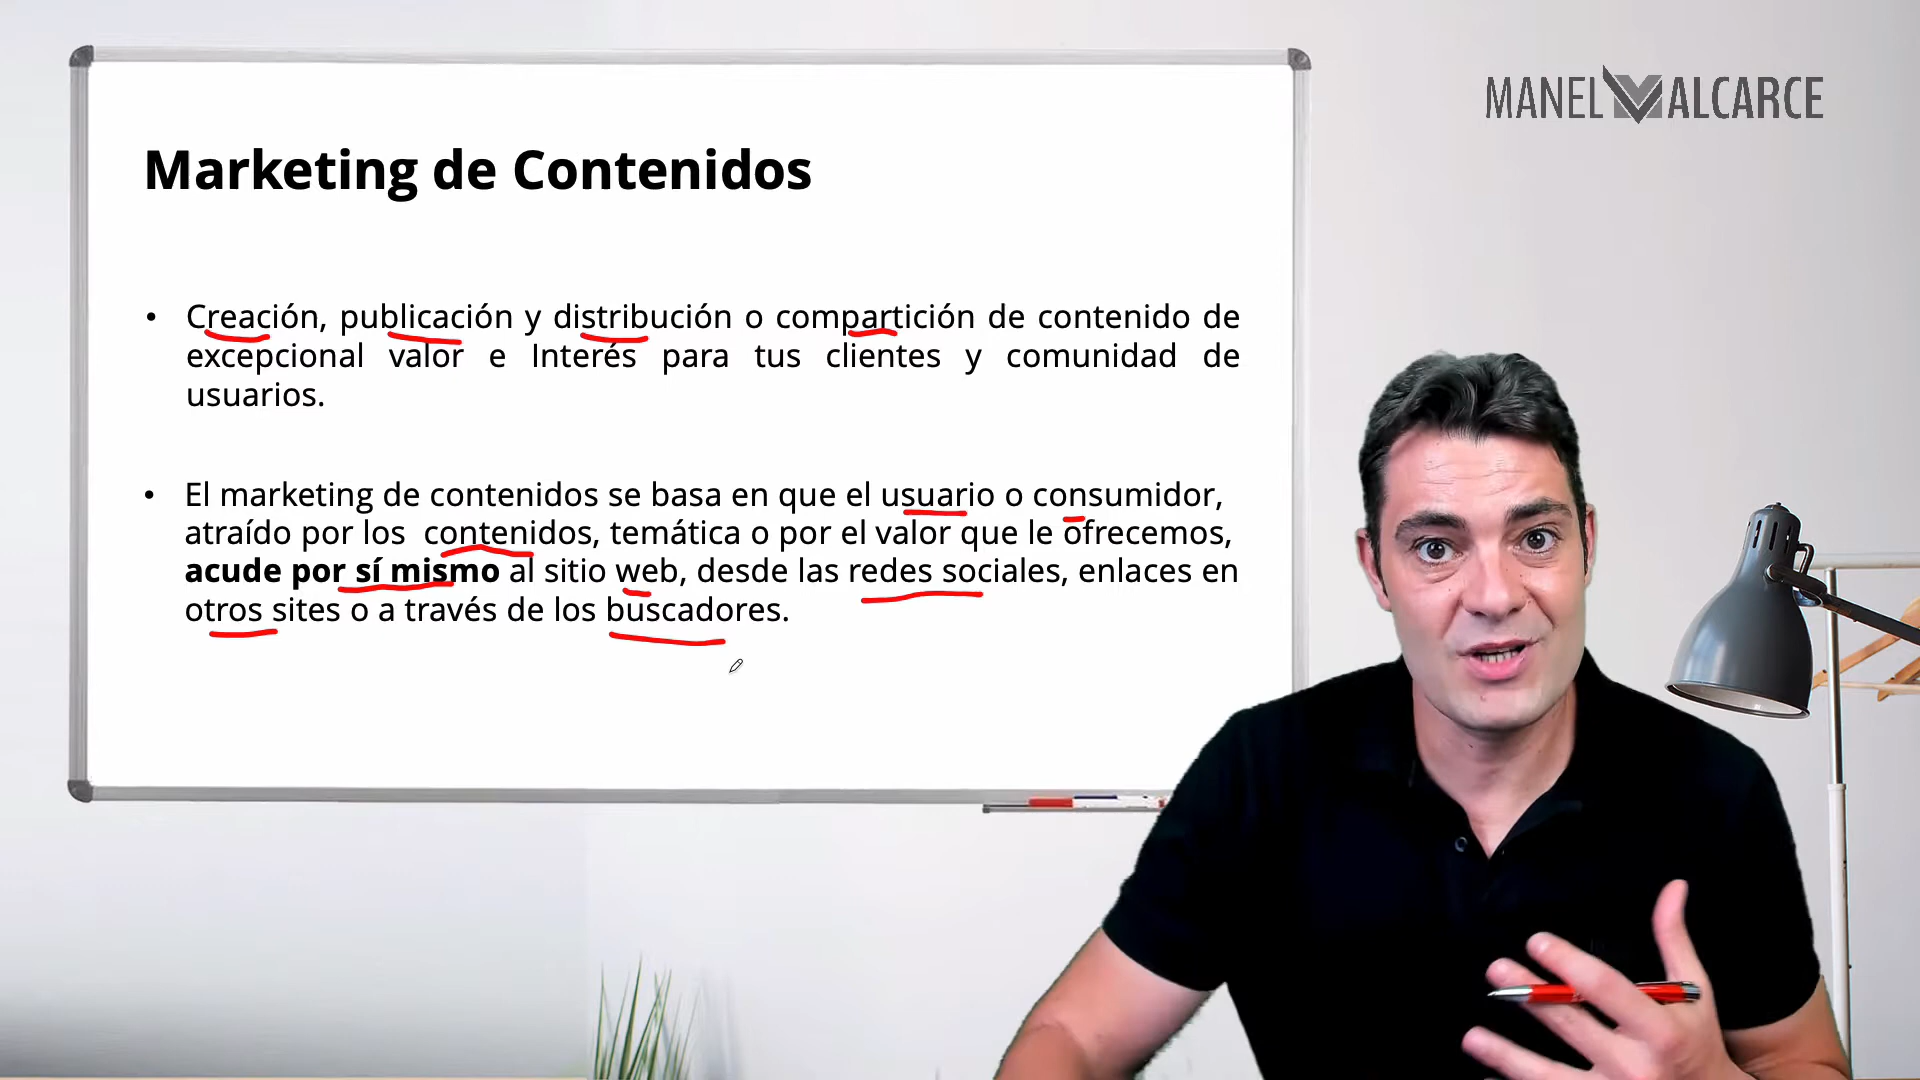 MANEL VALCARCE
Marketing de Contenidos
• Creación, publicación y distribución o compartición de contenido de
excepcional valor e Interés para tus clientes y comunidad de
usuarios.
• El marketing de contenidos se basa en que el usuario o consumidor,
atraído por los contenidos, temática o por el valor que le ofrecemos,
acude por sí mismo al sitio web, desde las redes sociales, enlaces en
otros sites o a través de los buscadores.